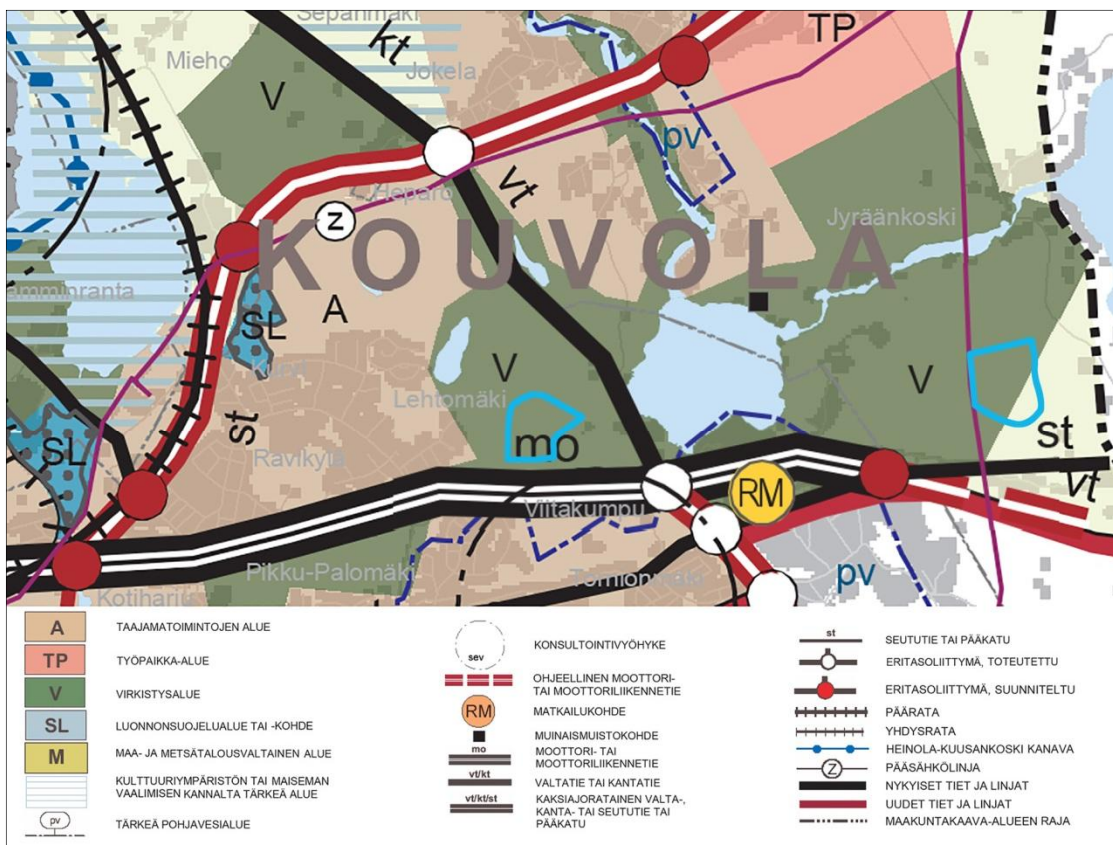 Sepänmäki
kt
TP
Mieho
Jokela
V
pv
vt
Heparo
Z
Jyräänkoski
KOUVOLA
amminranta
A
SL
V
V
Lehtomäki
st
mo
st
SL
Ravikylä
vt
RM
Viitakumpu
Pikku-Palomäki
pv
Kotiharju
A TAAJAMATOIMINTOJEN ALUE
TP TYÖPAIKKA-ALUE
V VIRKISTYSALUE
SL LUONNONSUOJELUALUE TAI -KOHDE
M MAA- JA METSÄTALOUSVALTAINEN ALUE
KULTTUURIYMPÄRISTÖN TAI MAISEMAN
VAALIMISEN KANNALTA TÄRKEÄ ALUE
pv TÄRKEÄ POHJAVESIALUE
sev KONSULTOINTIVYÖHYKE
OHJEELLINEN MOOTTORI-
TAI MOOTTORILIIKENNETIE
RM MATKAILUKOHDE
MUINAISMUISTOKOHDE
mo MOOTTORI- TAI
MOOTTORILIIKENNETIE
vt/kt VALTATIE TAI KANTATIE
vt/kt/st KAKSIAJORATAINEN VALTA-,
KANTA- TAI SEUTUTIE TAI
PÄÄKATU
st SEUTUTIE TAI PÄÄKATU
ERITASOLIITTYMÄ, TOTEUTETTU
ERITASOLIITTYMÄ, SUUNNITELTU
PÄÄRATA
YHDYSRATA
HEINOLA-KUUSANKOSKI KANAVA
Z PÄÄSÄHKÖLINJA
NYKYISET TIET JA LINJAT
UUDET TIET JA LINJAT
MAAKUNTAKAAVA-ALUEEN RAJA